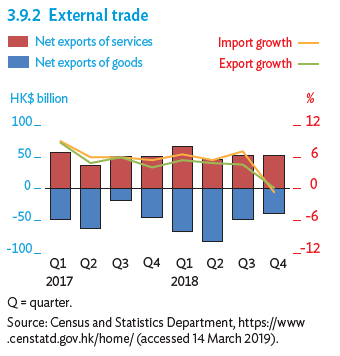 3.9.2 External trade
Net exports of services
Import growth
Net exports of goods
Export growth
HK$ billion
%
100
12
50
6
0
0
-50
-6
-100
-12
Q1 Q2 Q3 Q4 Q1 Q2 Q3 Q4
2017 2018
Q = quarter.
Source: Census and Statistics Department, https://www
.censtatd.gov.hk/home/ (accessed 14 March 2019).